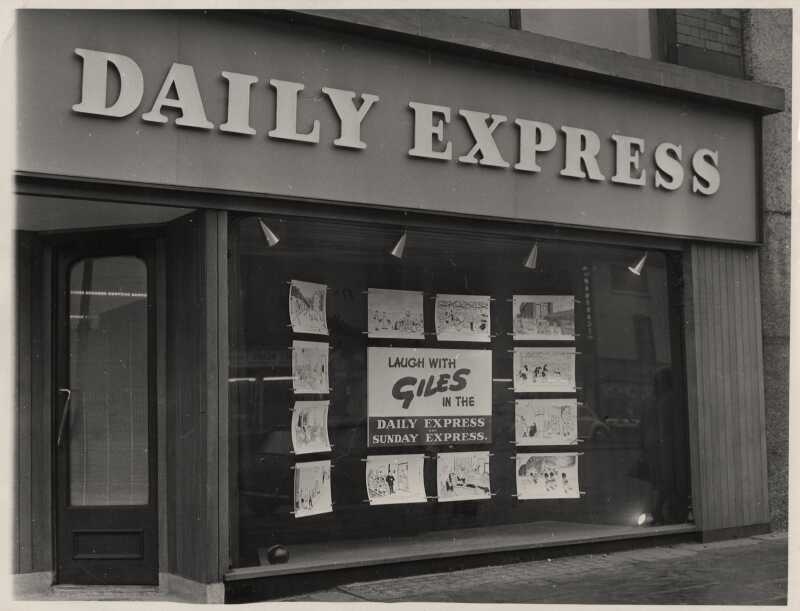 DAILY EXPRESS
LAUGH WITH
GILES
IN THE
DAILY EXPRESS
SUNDAY EXPRESS.